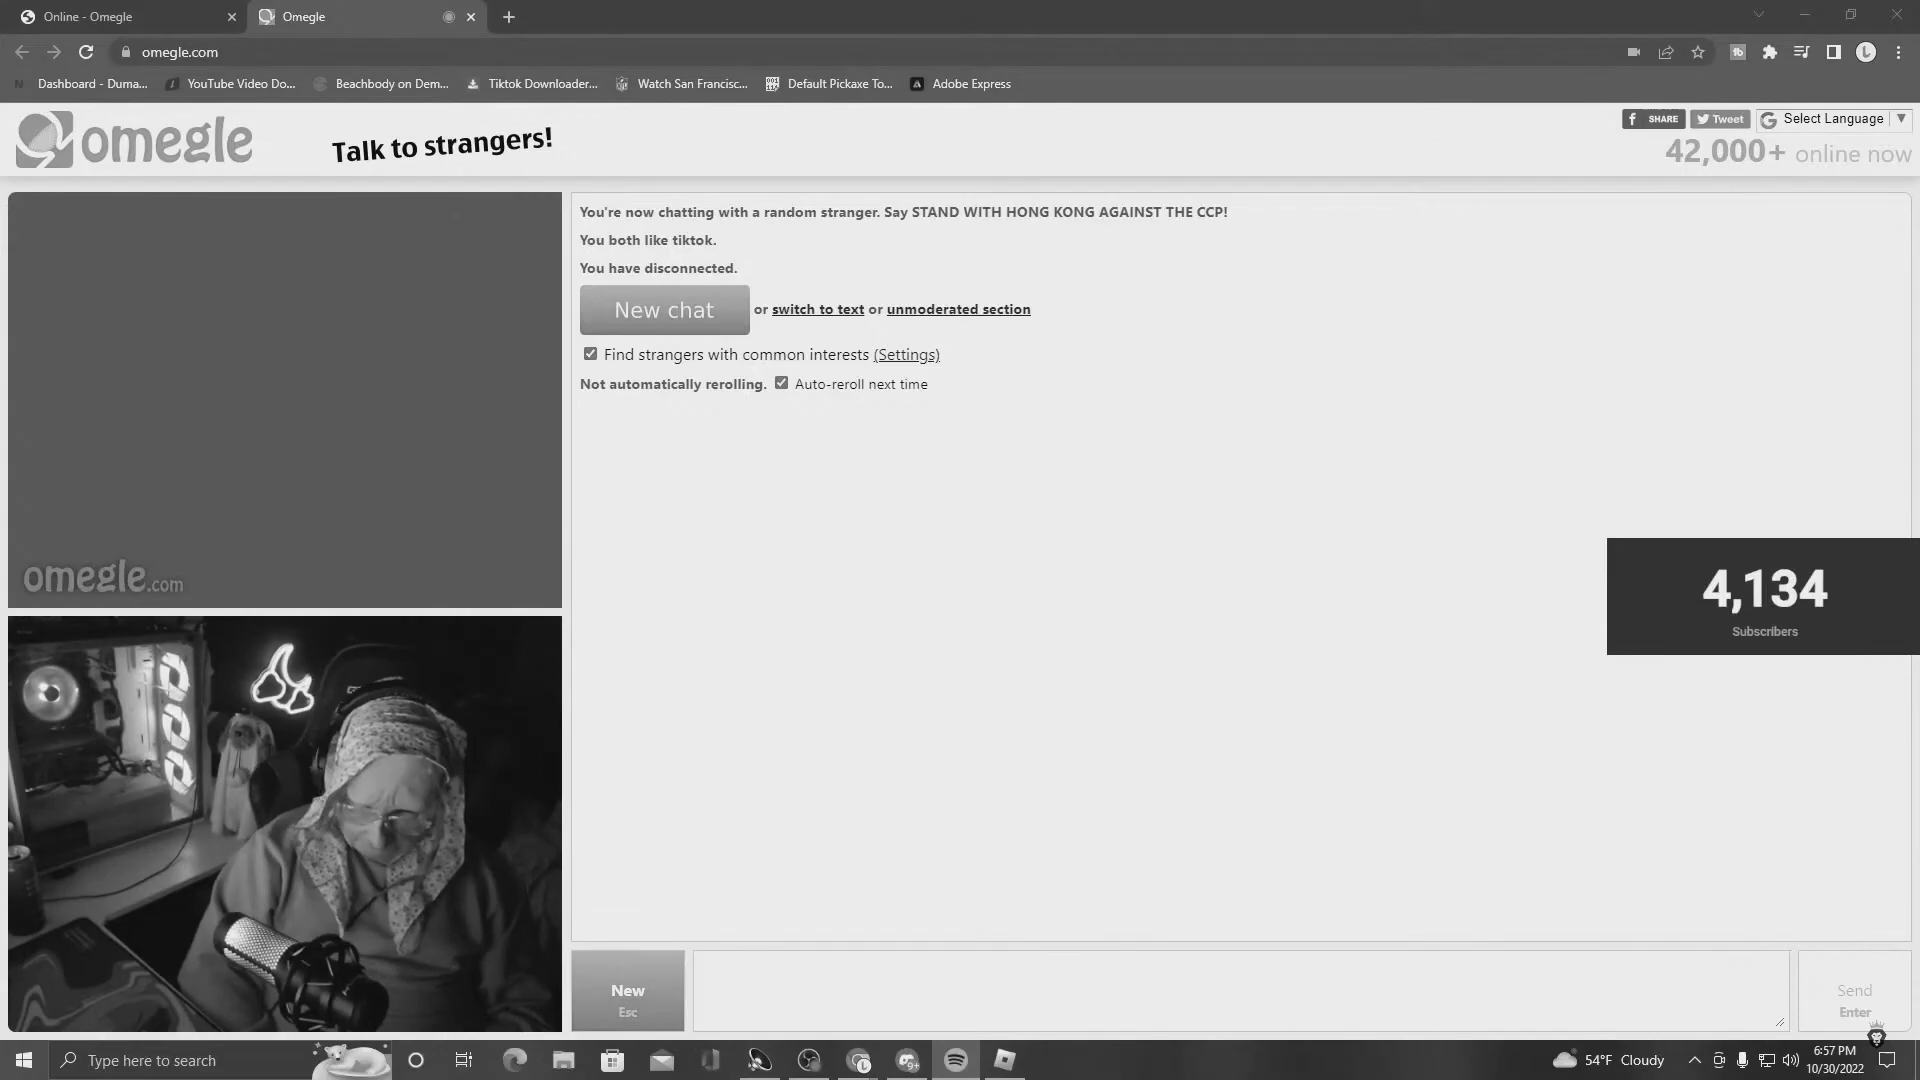 Online - Omegle
Omegle
omegle.com
Dashboard - Duma...
YouTube Video Do...
Beachbody on Dem...
Tiktok Downloader...
Watch San Francisc...
Default Pickaxe To...
Adobe Express
omegle
Talk to strangers!
SHARE
Tweet
Select Language
42,000+ online now
You're now chatting with a random stranger. Say STAND WITH HONG KONG AGAINST THE CCP!
You both like tiktok.
You have disconnected.
New chat or switch to text or unmoderated section
Find strangers with common interests (Settings)
Not automatically rerolling. Auto-reroll next time
omegle.com
4,134
Subscribers
New
Esc
Send
Enter
Type here to search
54°F Cloudy
6:57 PM
10/30/2022